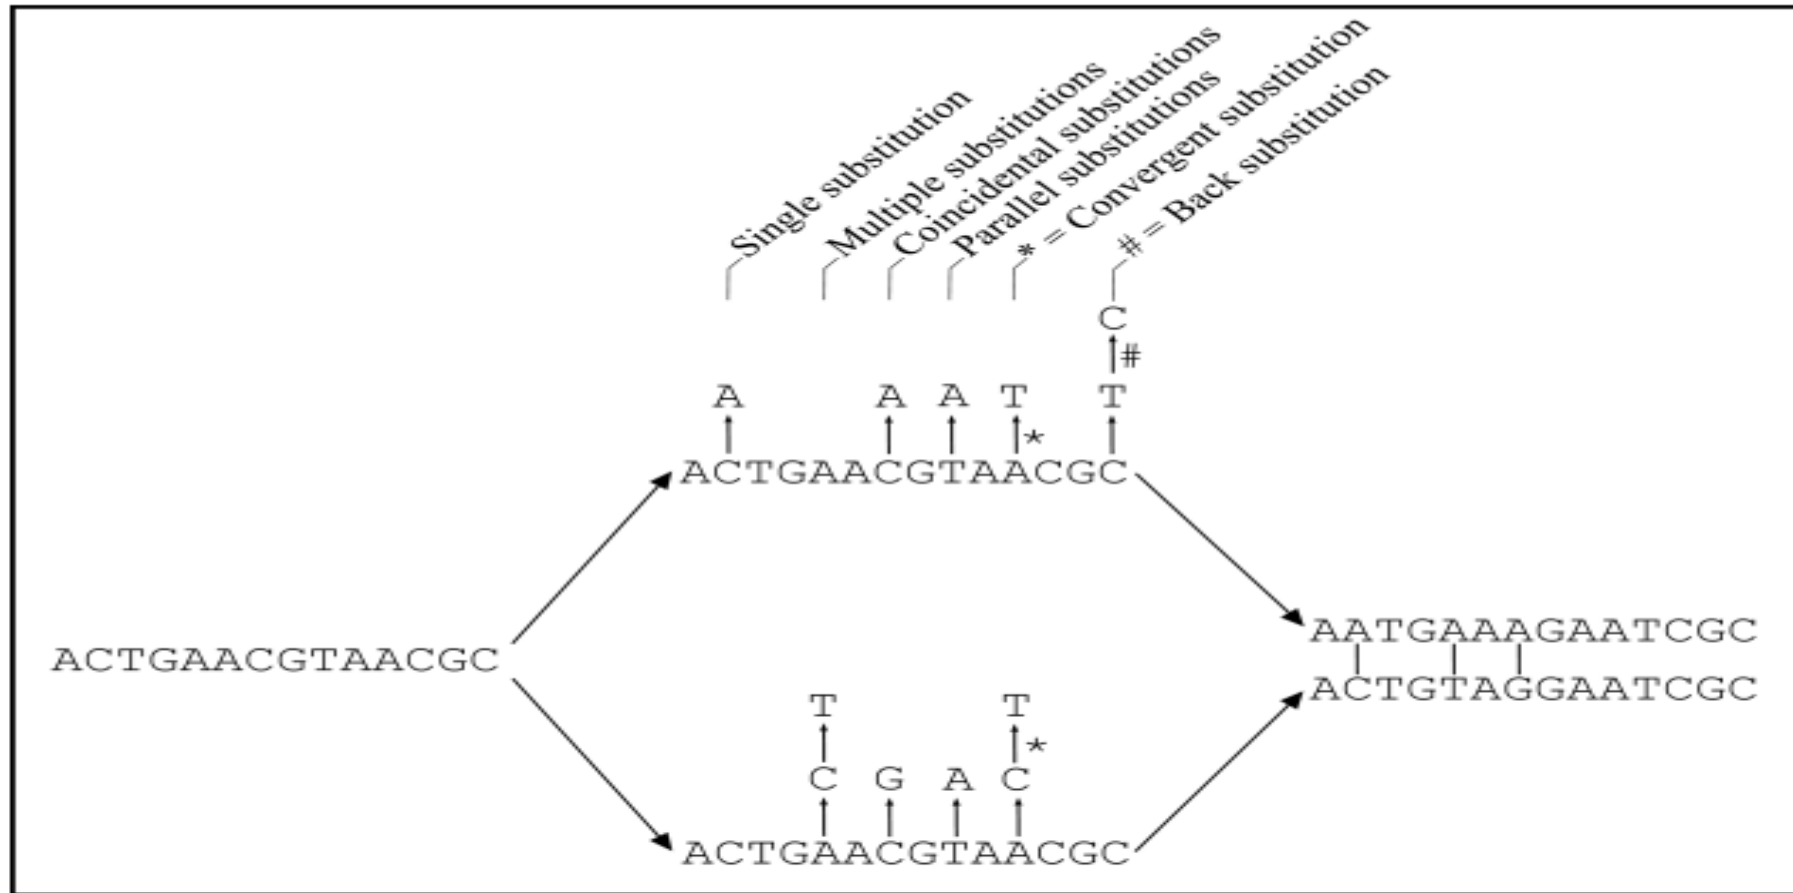 Single substitution
Multiple substitutions
Coincidental substitutions
Parallel substitutions
* = Convergent substitution
# = Back substitution
C
#
A A A T T
*
ACTGAACGTAACGC
AATGAAAGAATCGC
ACTGAACGTAACGC
ACTGTAGGAATCGC
T T
*
C G A C
ACTGAACGTAACGC